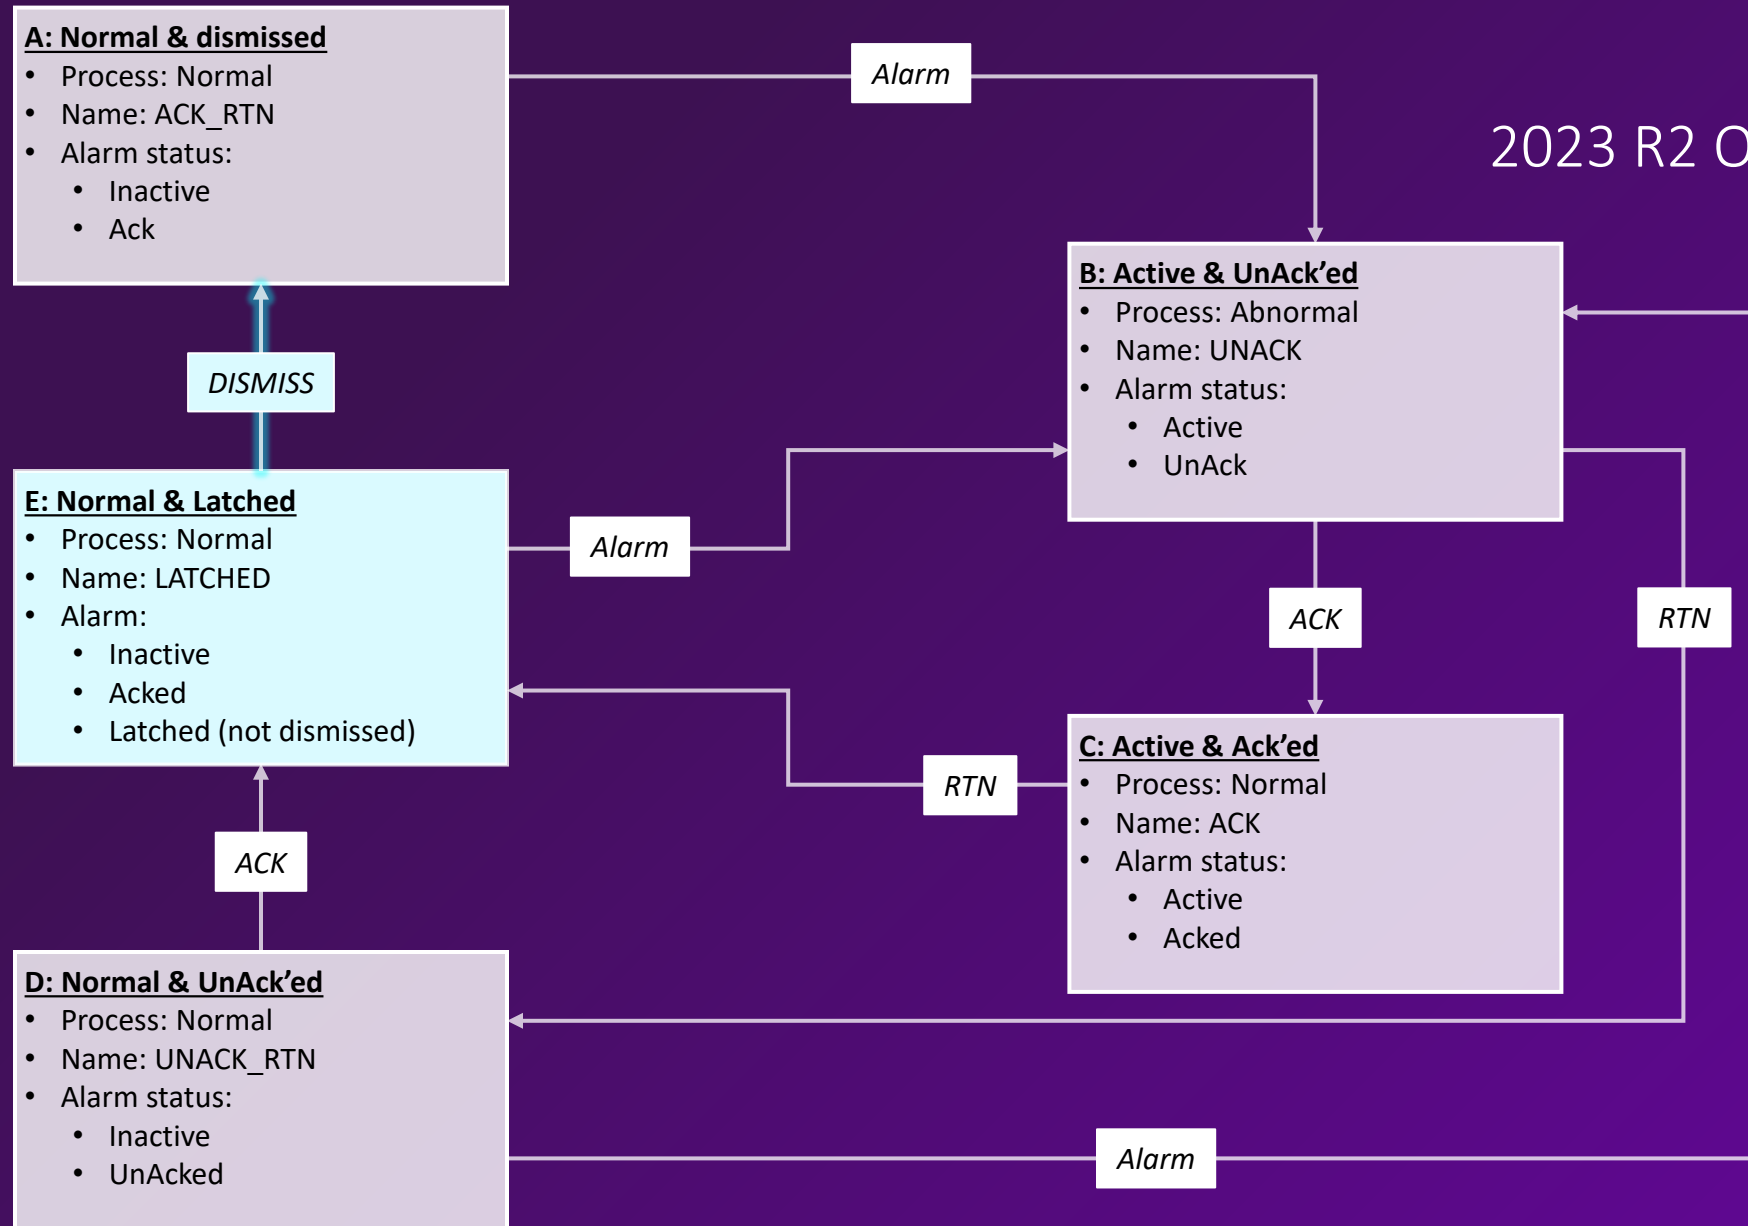 A: Normal & dismissed
• Process: Normal
• Name: ACK_RTN
• Alarm status:
• Inactive
• Ack
Alarm
2023 R2 O
B: Active & UnAck’ed
• Process: Abnormal
• Name: UNACK
• Alarm status:
• Active
• UnAck
DISMISS
E: Normal & Latched
• Process: Normal
• Name: LATCHED
• Alarm:
• Inactive
• Acked
• Latched (not dismissed)
Alarm
ACK
RTN
C: Active & Ack’ed
• Process: Normal
• Name: ACK
• Alarm status:
• Active
• Acked
RTN
ACK
D: Normal & UnAck’ed
• Process: Normal
• Name: UNACK_RTN
• Alarm status:
• Inactive
• UnAcked
Alarm